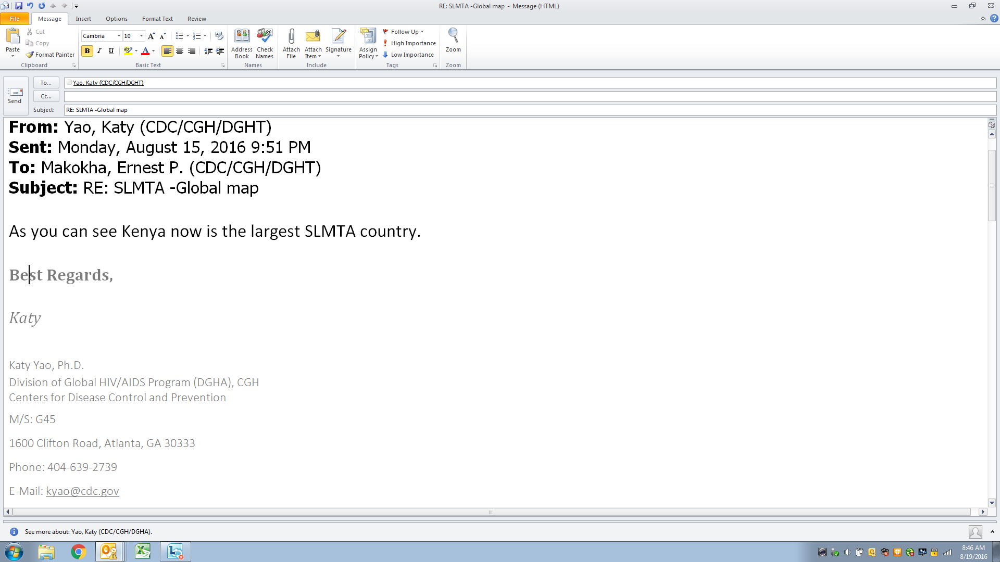 RE: SLMTA -Global map - Message (HTML)
File Message Insert Options Format Text Review
Paste Cut Copy Format Painter Clipboard
Cambria 10 B I U Basic Text
Address Book Check Names Names
Attach File Attach Item Signature Include
Assign Policy Follow Up High Importance Low Importance Tags
Zoom Zoom
Send
To... Yao, Katy (CDC/CGH/DGHT)
Cc...
Subject: RE: SLMTA -Global map
From: Yao, Katy (CDC/CGH/DGHT)
Sent: Monday, August 15, 2016 9:51 PM
To: Makokha, Ernest P. (CDC/CGH/DGHT)
Subject: RE: SLMTA -Global map
As you can see Kenya now is the largest SLMTA country.
Best Regards,
Katy
Katy Yao, Ph.D.
Division of Global HIV/AIDS Program (DGHA), CGH
Centers for Disease Control and Prevention
M/S: G45
1600 Clifton Road, Atlanta, GA 30333
Phone: 404-639-2739
E-Mail: kyao@cdc.gov
See more about: Yao, Katy (CDC/CGH/DGHA).
8:46 AM
8/19/2016